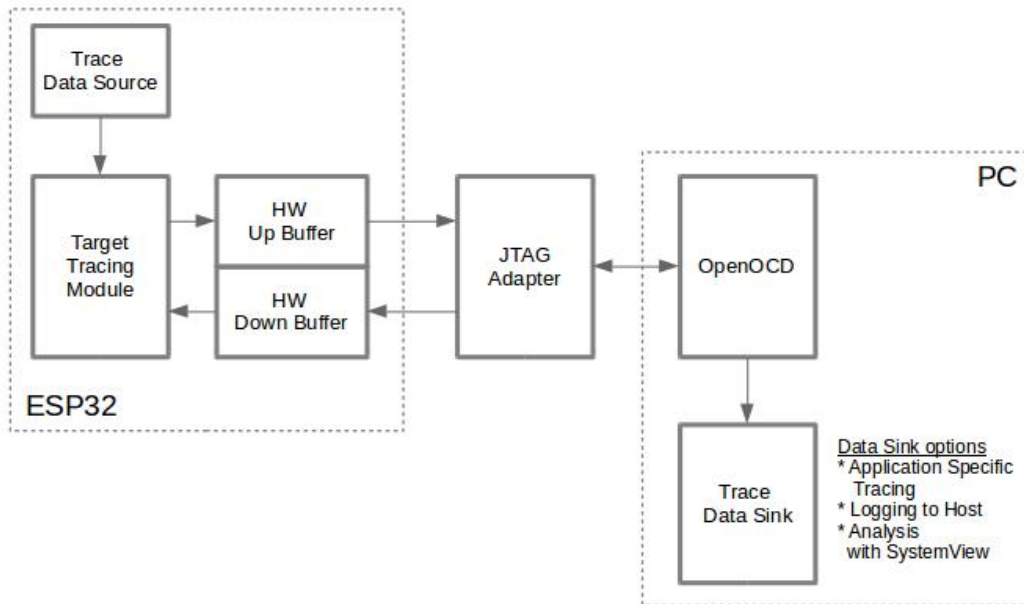 Trace
Data Source
Target
Tracing
Module
HW
Up Buffer
HW
Down Buffer
ESP32
JTAG
Adapter
PC
OpenOCD
Trace
Data Sink
Data Sink options
* Application Specific
Tracing
* Logging to Host
* Analysis
with SystemView